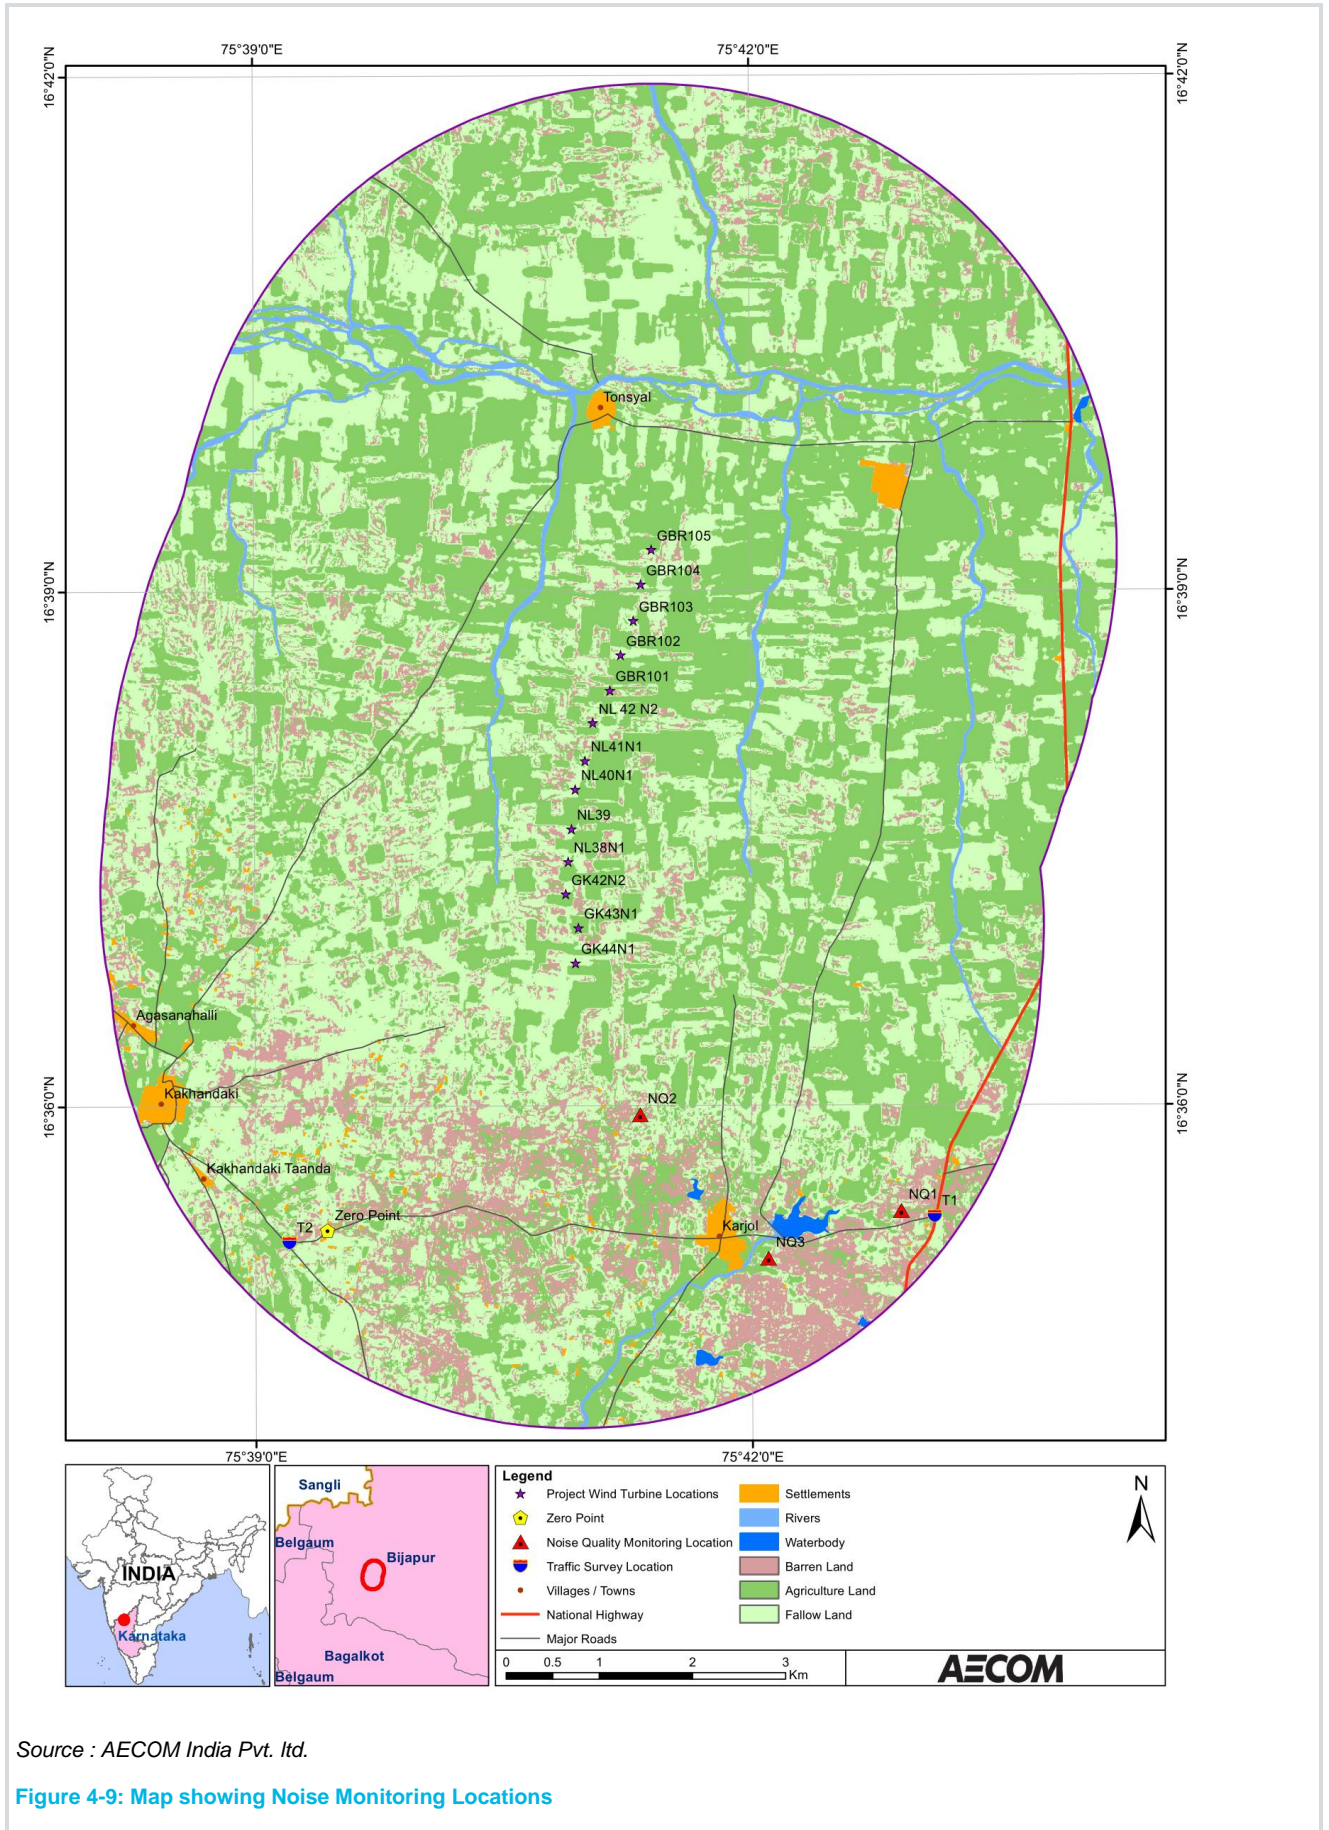 75°39'0"E
75°42'0"E
16°42'0"N
16°42'0"N
Tonsyal
GBR105
GBR104
16°39'0"N
16°39'0"N
GBR103
GBR102
GBR101
NL 42 N2
NL41N1
NL40N1
NL39
NL38N1
GK42N2
GK43N1
GK44N1
Agasanahalli
Kakhandaki
NQ2
16°36'0"N
16°36'0"N
Kakhandaki Taanda
NQ1
T1
Zero Point
T2
Karjol
NQ3
75°39'0"E
75°42'0"E
INDIA
Karnataka
Sangli
Belgaum
Bijapur
Bagalkot
Belgaum
Legend
Project Wind Turbine Locations
Zero Point
Noise Quality Monitoring Location
Traffic Survey Location
Villages / Towns
National Highway
Major Roads
Settlements
Rivers
Waterbody
Barren Land
Agriculture Land
Fallow Land
N
0 0.5 1 2 3
Km
AECOM
Source : AECOM India Pvt. ltd.
Figure 4-9: Map showing Noise Monitoring Locations